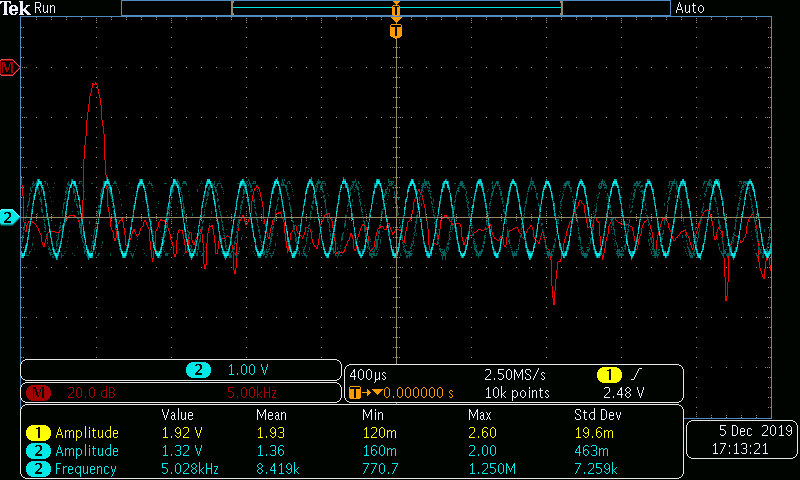 Tek Run Auto
T
T
M
2
2 1.00 V
M 20.0 dB 5.00kHz
400µs 2.50MS/s 1
T→▼0.000000 s 10k points 2.48 V
Value Mean Min Max Std Dev
1 Amplitude 1.92 V 1.93 120m 2.60 19.6m
2 Amplitude 1.32 V 1.36 160m 2.00 463m
2 Frequency 5.028kHz 8.419k 770.7 1.250M 7.259k
5 Dec 2019
17:13:21